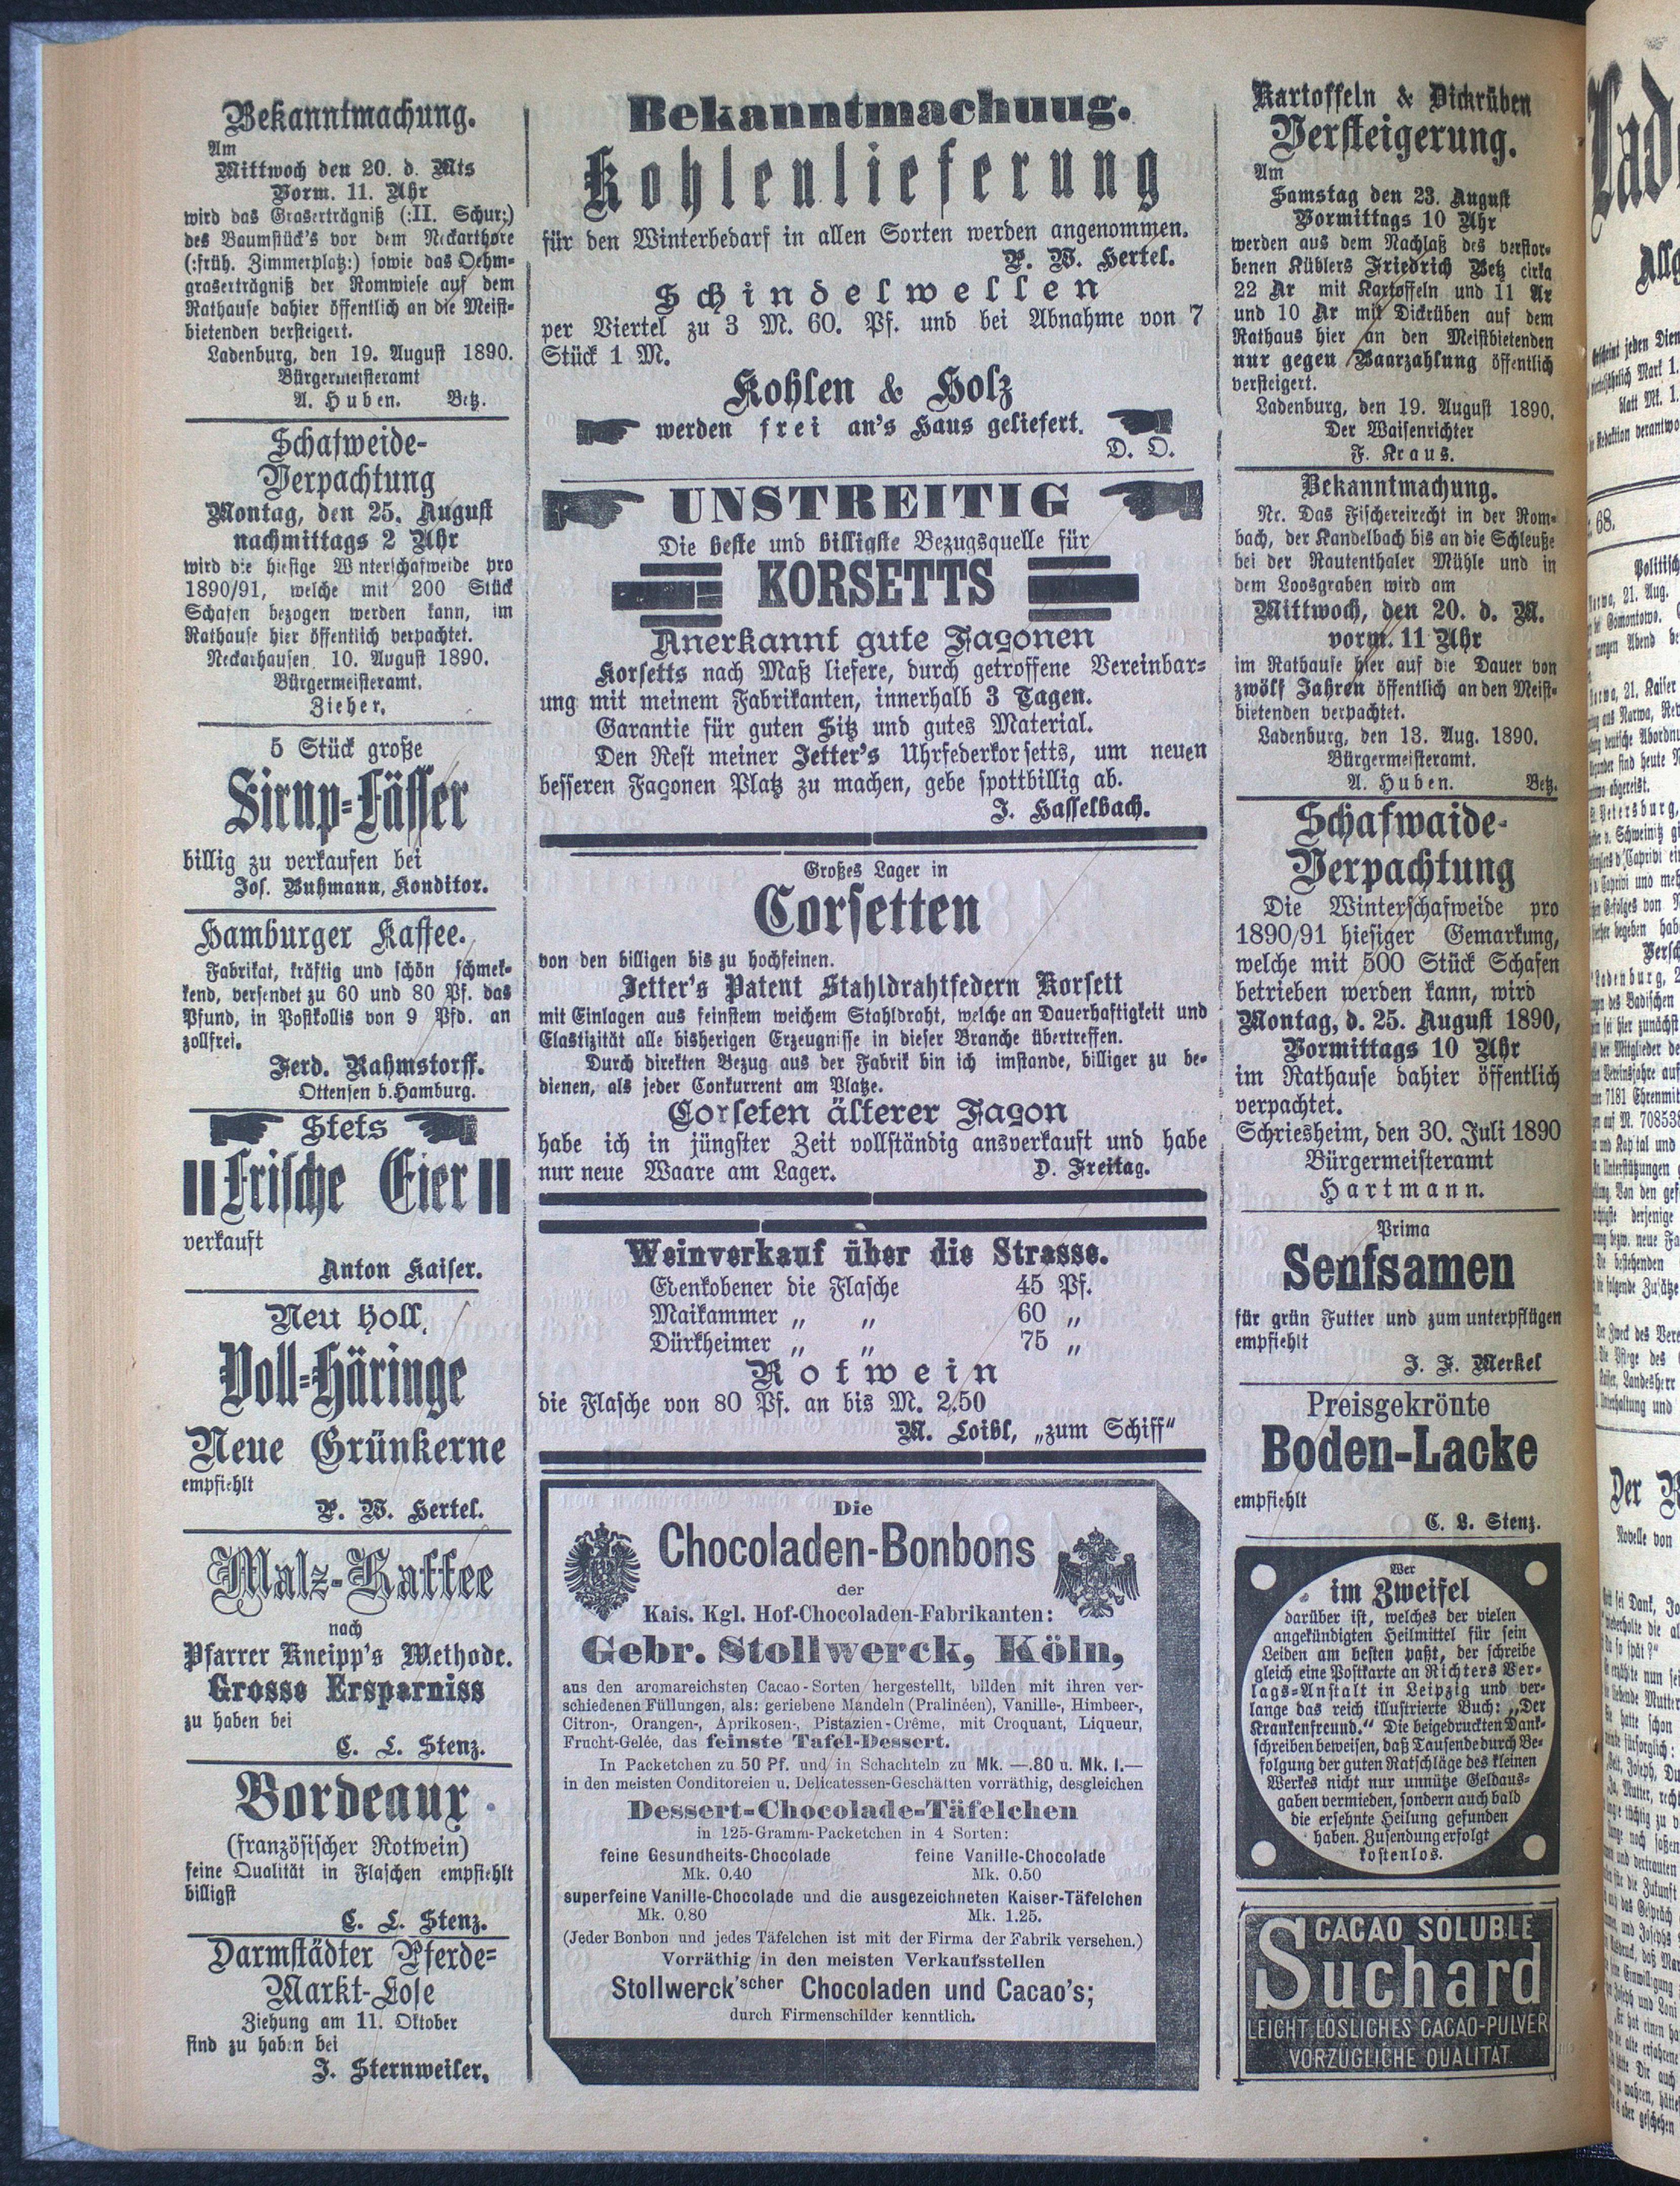 Bekanntmachung.
Am
Mittwoch den 20. d. Mts
Vorm. 11. Uhr
wird das Graserträgniß (:II. Schur:)
des Baumstück's vor dem Neckarthore
(:früh. Zimmerplatz:) sowie das Oehm-
graserträgniß der Romwiese auf dem
Rathause dahier öffentlich an die Meist-
bietenden versteigert.
Ladenburg, den 19. August 1890.
Bürgermeisteramt
A. Huben. Betz.
Schafweide-
Verpachtung
Montag, den 25. August
nachmittags 2 Uhr
wird die hiesige W nterschafweide pro
1890/91, welche mit 200 Stück
Schafen bezogen werden kann, im
Rathause hier öffentlich verpachtet.
Neckarhausen, 10. August 1890.
Bürgermeisteramt.
Zieher.
5 Stück große
Sirup-Fässer
billig zu verkaufen bei
Jos. Bußmann, Konditor.
Hamburger Kaffee.
Fabrikat, kräftig und schön schmek-
kend, versendet zu 60 und 80 Pf. das
Pfund, in Postkollis von 9 Pfd. an
zollfrei.
Ferd. Rahmstorff.
Ottensen b. Hamburg.
Stets
frische Eier
verkauft
Anton Kaiser.
Neu holl.
Voll-Häringe
Neue Grünkerne
empfiehlt
P. W. Hertel.
Malz-Kaffee
nach
Pfarrer Kneipp's Methode.
Grosse Ersparniss
zu haben bei
C. L. Stenz.
Bordeaux
(französischer Rotwein)
feine Qualität in Flaschen empfiehlt
billigst
C. L. Stenz.
Darmstädter Pferde-
Markt-Lose
Ziehung am 11. Oktober
sind zu haben bei
J. Sternweiler.
Bekanntmachuug.
Kohlenlieferung
für den Winterbedarf in allen Sorten werden angenommen.
P. W. Hertel.
Schindelwellen
per Viertel zu 3 M. 60. Pf. und bei Abnahme von 7
Stück 1 M.
Kohlen & Holz
werden frei an's Haus geliefert.
D. O.
UNSTREITIG
Die beste und billigste Bezugsquelle für
KORSETTS
Anerkannt gute Façonen
Korsetts nach Maß liefere, durch getroffene Vereinbar-
ung mit meinem Fabrikanten, innerhalb 3 Tagen.
Garantie für guten Sitz und gutes Material.
Den Rest meiner Jetter's Uhrfederkorsetts, um neuen
besseren Façonen Platz zu machen, gebe spottbillig ab.
J. Hasselbach.
Großes Lager in
Corsetten
von den billigen bis zu hochfeinen.
Jetter's Patent Stahldrahtfedern Korsett
mit Einlagen aus feinstem weichem Stahldraht, welche an Dauerhaftigkeit und
Elastizität alle bisherigen Erzeugnisse in dieser Branche übertreffen.
Durch direkten Bezug aus der Fabrik bin ich imstande, billiger zu be-
dienen, als jeder Conkurrent am Platze.
Corseten älterer Façon
habe ich in jüngster Zeit vollständig ansverkauft und habe
nur neue Waare am Lager. D. Freitag.
Weinverkauf über die Strasse.
Edenkobener die Flasche 45 Pf.
Maikammer „ „ 60 „
Dürkheimer „ „ 75 „
Rotwein
die Flasche von 80 Pf. an bis M. 2.50
M. Loibl, „zum Schiff“
Die
Chocoladen-Bonbons
der
Kais. Kgl. Hof-Chocoladen-Fabrikanten:
Gebr. Stollwerck, Köln,
aus den aromareichsten Cacao-Sorten hergestellt, bilden mit ihren ver-
schiedenen Füllungen, als: geriebene Mandeln (Pralinéen), Vanille-, Himbeer-,
Citron-, Orangen-, Aprikosen-, Pistazien-Crême, mit Croquant, Liqueur,
Frucht-Gelée, das feinste Tafel-Dessert.
In Packetchen zu 50 Pf. und in Schachteln zu Mk. —.80 u. Mk. 1.—
in den meisten Conditoreien u. Delicatessen-Geschäften vorräthig, desgleichen
Dessert-Chocolade-Täfelchen
in 125-Gramm-Packetchen in 4 Sorten:
feine Gesundheits-Chocolade feine Vanille-Chocolade
Mk. 0.40 Mk. 0.50
superfeine Vanille-Chocolade und die ausgezeichneten Kaiser-Täfelchen
Mk. 0.80 Mk. 1.25.
(Jeder Bonbon und jedes Täfelchen ist mit der Firma der Fabrik versehen.)
Vorräthig in den meisten Verkaufsstellen
Stollwerck'scher Chocoladen und Cacao's;
durch Firmenschilder kenntlich.
Kartoffeln & Dickrüben
Versteigerung.
Am
Samstag den 23. August
Vormittags 10 Uhr
werden aus dem Nachlaß des verstor-
benen Küblers Friedrich Betz cirka
22 Ar mit Kartoffeln und 11 Ar
und 10 Ar mit Dickrüben auf dem
Rathaus hier an den Meistbietenden
nur gegen Baarzahlung öffentlich
versteigert.
Ladenburg, den 19. August 1890.
Der Waisenrichter
F. Kraus.
Bekanntmachung.
Nr. Das Fischereirecht in der Rom-
bach, der Kandelbach bis an die Schleuße
bei der Rautenthaler Mühle und in
dem Loosgraben wird am
Mittwoch, den 20. d. M.
vorm. 11 Uhr
im Rathause hier auf die Dauer von
zwölf Jahren öffentlich an den Meist-
bietenden verpachtet.
Ladenburg, den 13. Aug. 1890.
Bürgermeisteramt.
A. Huben. Betz.
Schafwaide-
Verpachtung
Die Winterschafweide pro
1890/91 hiesiger Gemarkung,
welche mit 500 Stück Schafen
betrieben werden kann, wird
Montag, d. 25. August 1890,
Vormittags 10 Uhr
im Rathause dahier öffentlich
verpachtet.
Schriesheim, den 30. Juli 1890
Bürgermeisteramt
Hartmann.
Prima
Senfsamen
für grün Futter und zum unterpflügen
empfiehlt
J. F. Merkel
Preisgekrönte
Boden-Lacke
empfiehlt
C. L. Stenz.
Wer
im Zweifel
darüber ist, welches der vielen
angekündigten Heilmittel für sein
Leiden am besten paßt, der schreibe
gleich eine Postkarte an Richters Ver-
lags-Anstalt in Leipzig und ver-
lange das reich illustrierte Buch: „Der
Krankenfreund.“ Die beigedruckten Dank-
schreiben beweisen, daß Tausende durch Be-
folgung der guten Ratschläge des kleinen
Werkes nicht nur unnütze Geldaus-
gaben vermieden, sondern auch bald
die ersehnte Heilung gefunden
haben. Zusendung erfolgt
kostenlos.
CACAO SOLUBLE
Suchard
LEICHT LÖSLICHES CACAO-PULVER
VORZÜGLICHE QUALITÄT